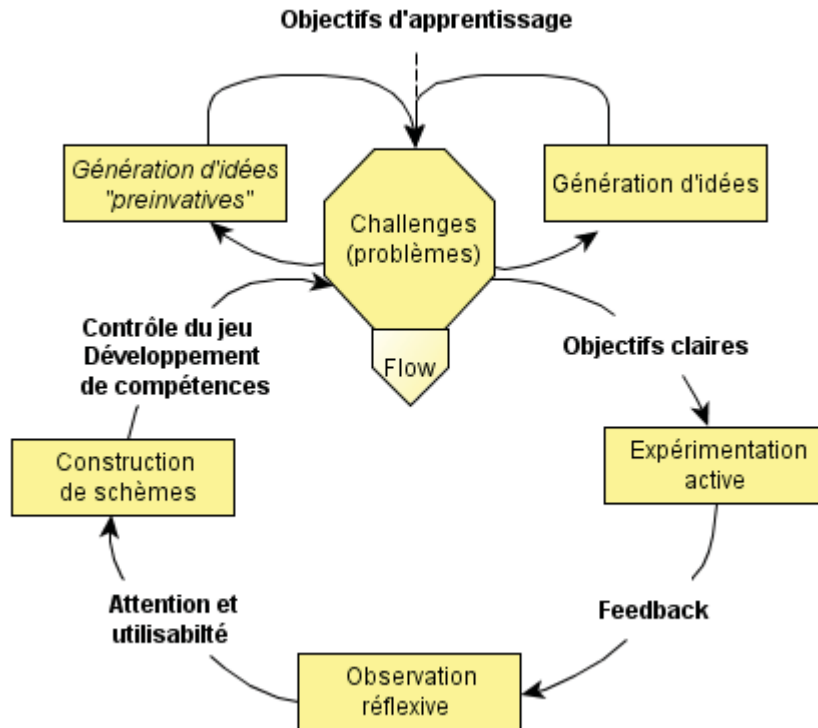 Objectifs d'apprentissage
Génération d'idées
"preinvatives"
Génération d'idées
Challenges
(problèmes)
Flow
Contrôle du jeu
Développement
de compétences
Objectifs claires
Construction
de schèmes
Expérimentation
active
Attention et
utilisabilté
Feedback
Observation
réflexive